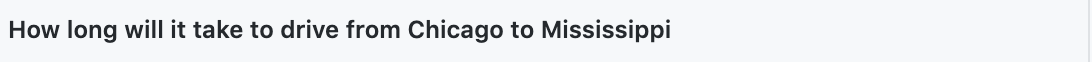 How long will it take to drive from Chicago to Mississippi